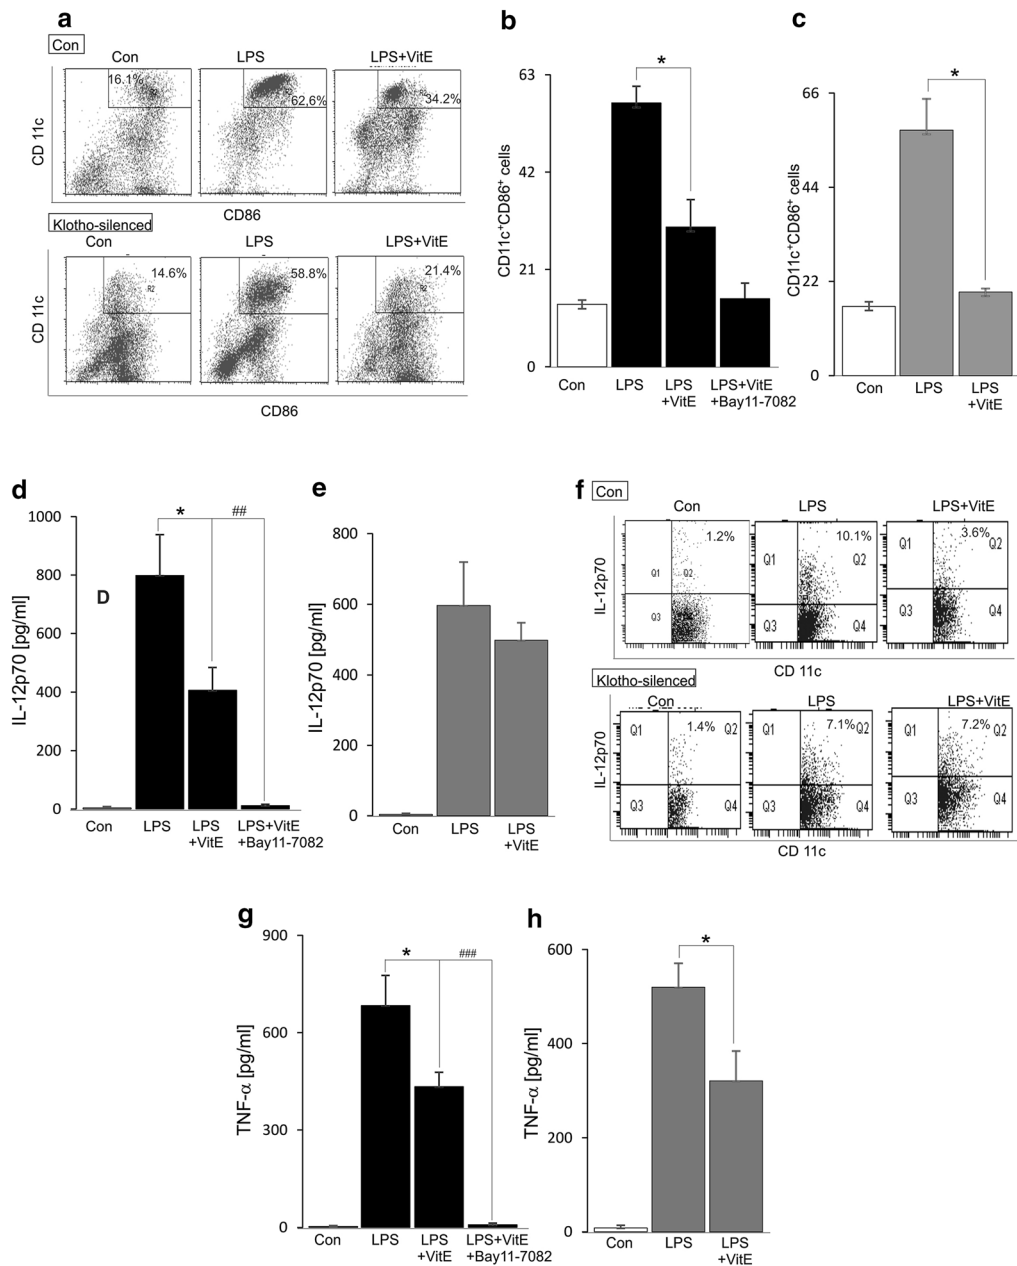 a
Con
Con LPS LPS+VitE
16.1% 62,6% 34.2%
CD 11c
CD86
Klotho-silenced
Con LPS LPS+VitE
14.6% 58.8% 21.4%
R2 R2 R2
CD 11c
CD86
b
*
63
42
21
0
CD11c+CD86+ cells
Con LPS LPS LPS+VitE
+VitE +Bay11-7082
c
*
66
44
22
0
CD11c+CD86+ cells
Con LPS LPS
+VitE
d
* ##
1000
800
600
400
200
0
D
IL-12p70 [pg/ml]
Con LPS LPS LPS+VitE
+VitE +Bay11-7082
e
800
600
400
200
0
IL-12p70 [pg/ml]
Con LPS LPS
+VitE
f
Con
Con LPS LPS+VitE
1.2% 10.1% 3.6%
Q1 Q2 Q1 Q2 Q1 Q2
Q3 Q3 Q4 Q3 Q4
IL-12p70
CD 11c
Klotho-silenced
Con LPS LPS+VitE
Q1 1.4% Q2 Q1 7.1% Q2 Q1 7.2% Q2
Q3 Q4 Q3 Q4 Q3 Q4
IL-12p70
CD 11c
g
* ###
900
600
300
0
TNF-α [pg/ml]
Con LPS LPS LPS+VitE
+VitE +Bay11-7082
h
*
600
400
200
0
TNF-α [pg/ml]
Con LPS LPS
+VitE